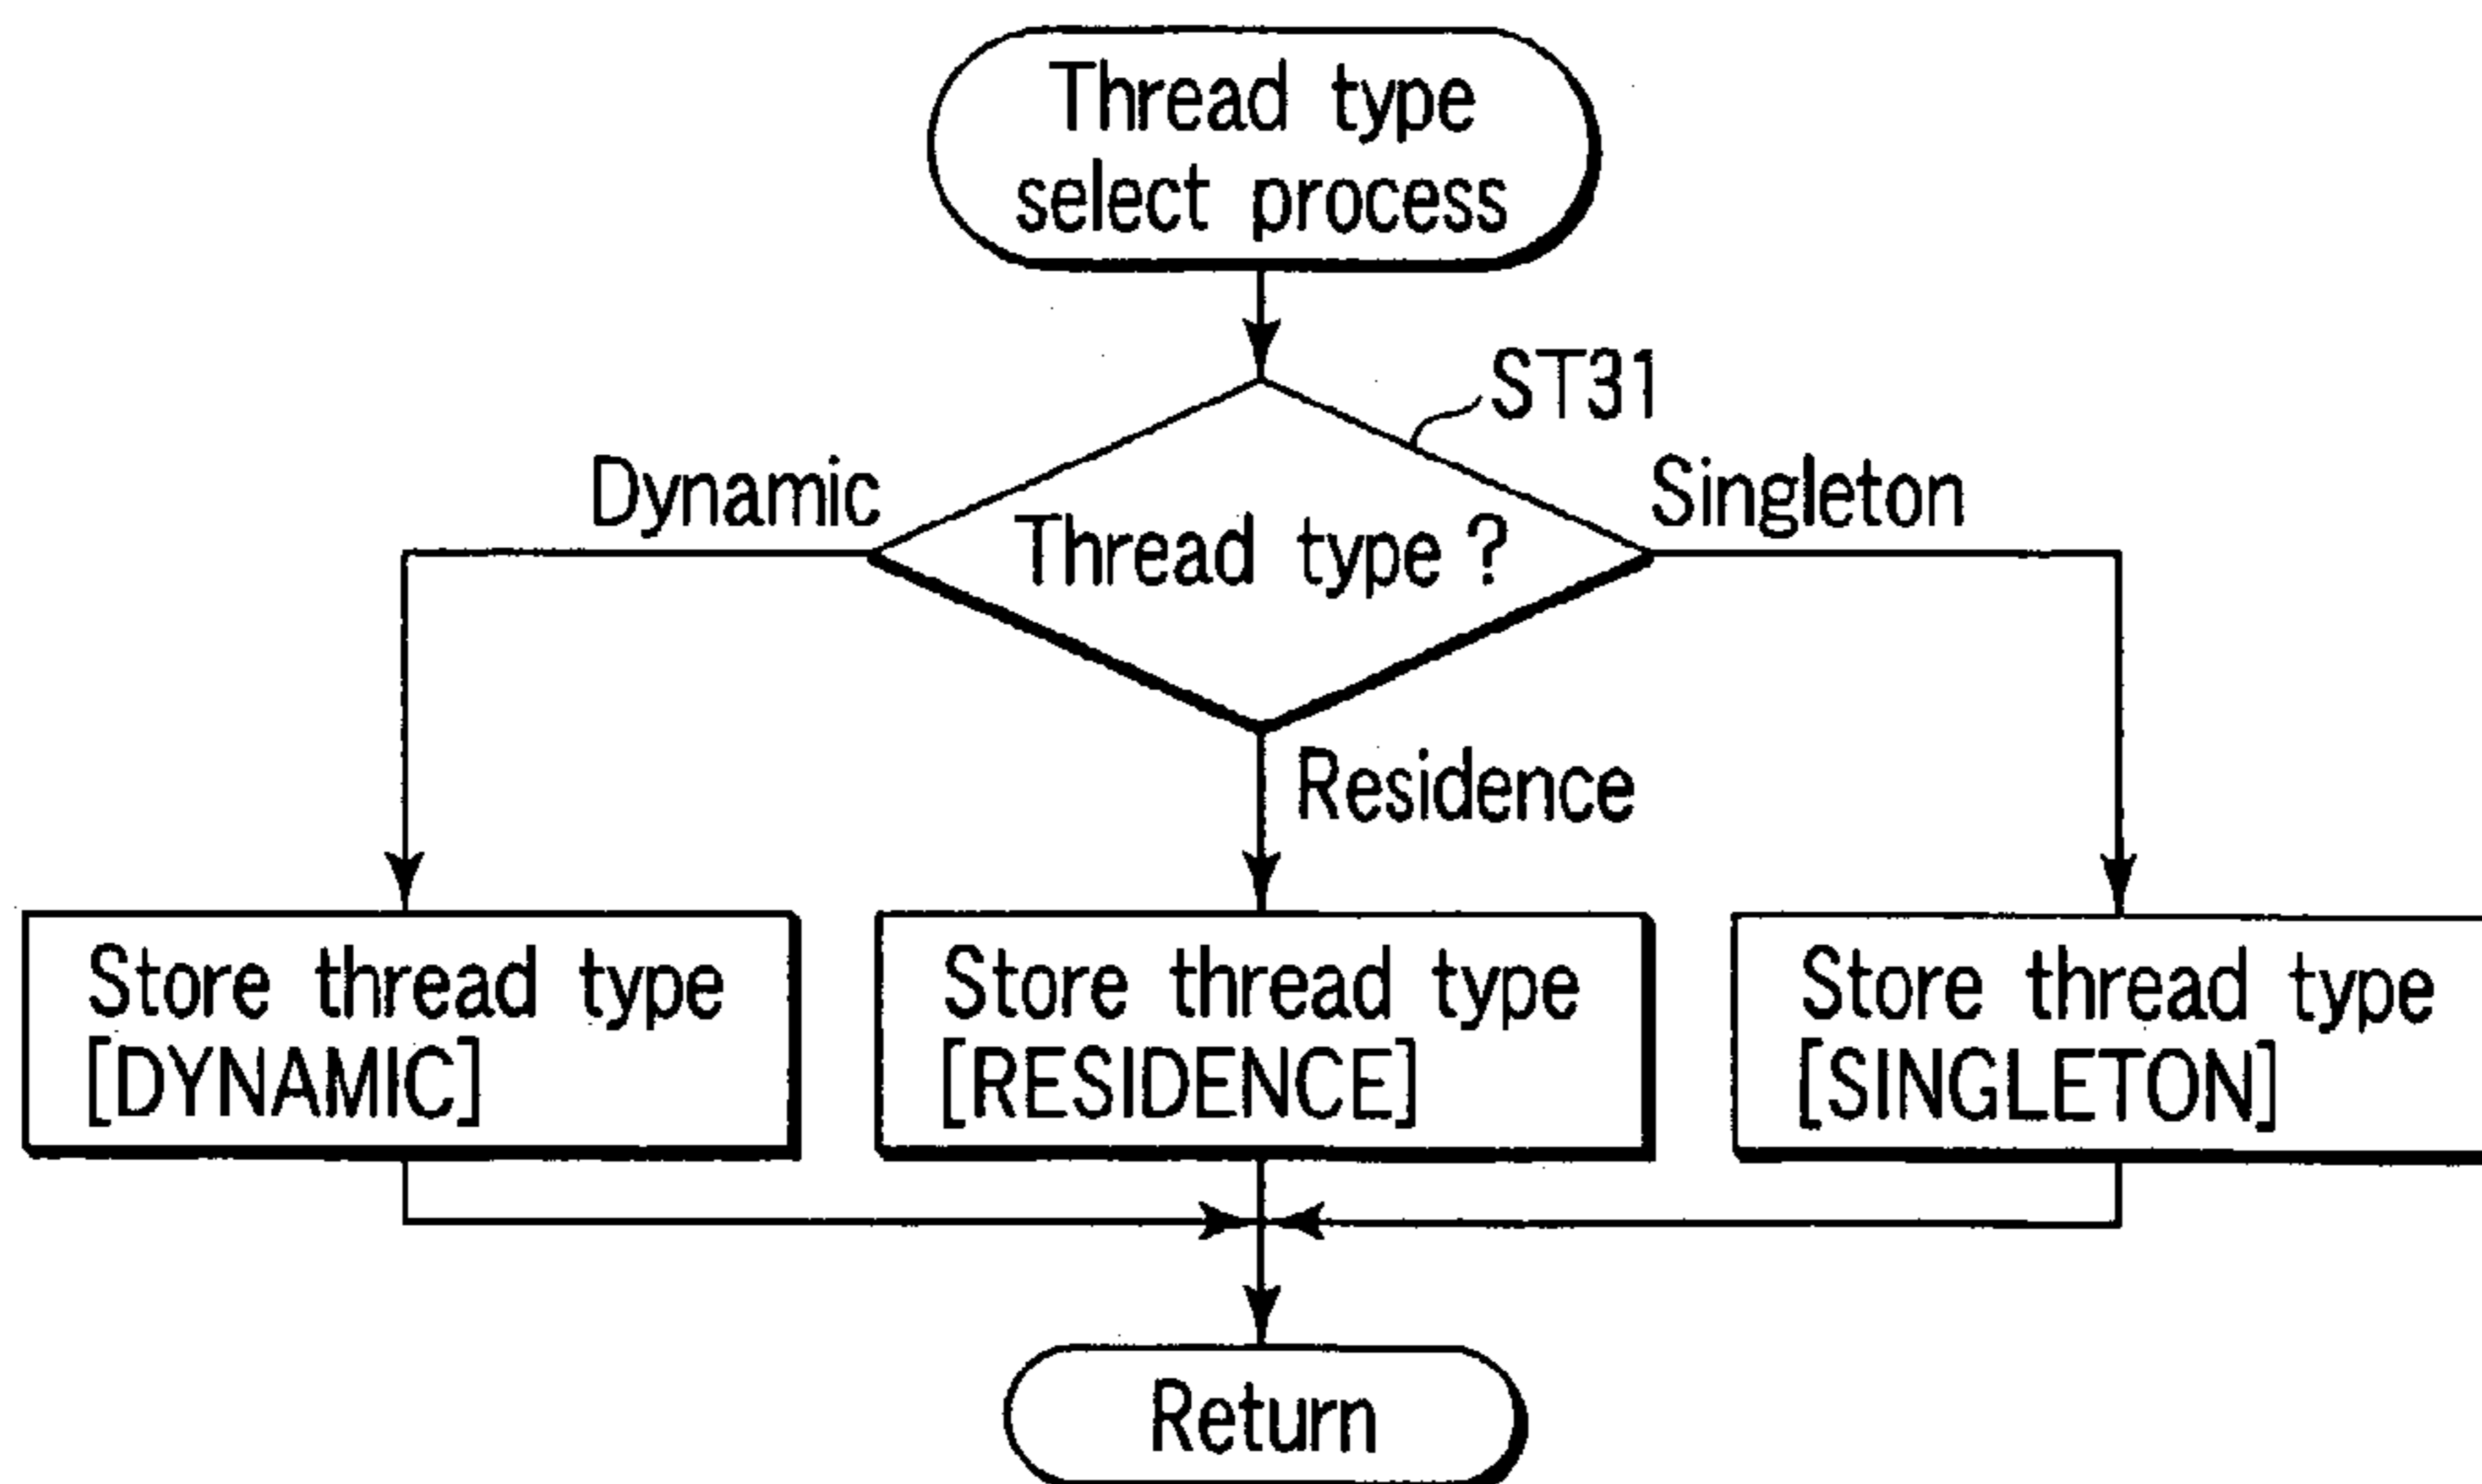 Thread type
select process
ST31
Dynamic
Singleton
Thread type ?
Residence
Store thread type
[DYNAMIC]
Store thread type
[RESIDENCE]
Store thread type
[SINGLETON]
Return